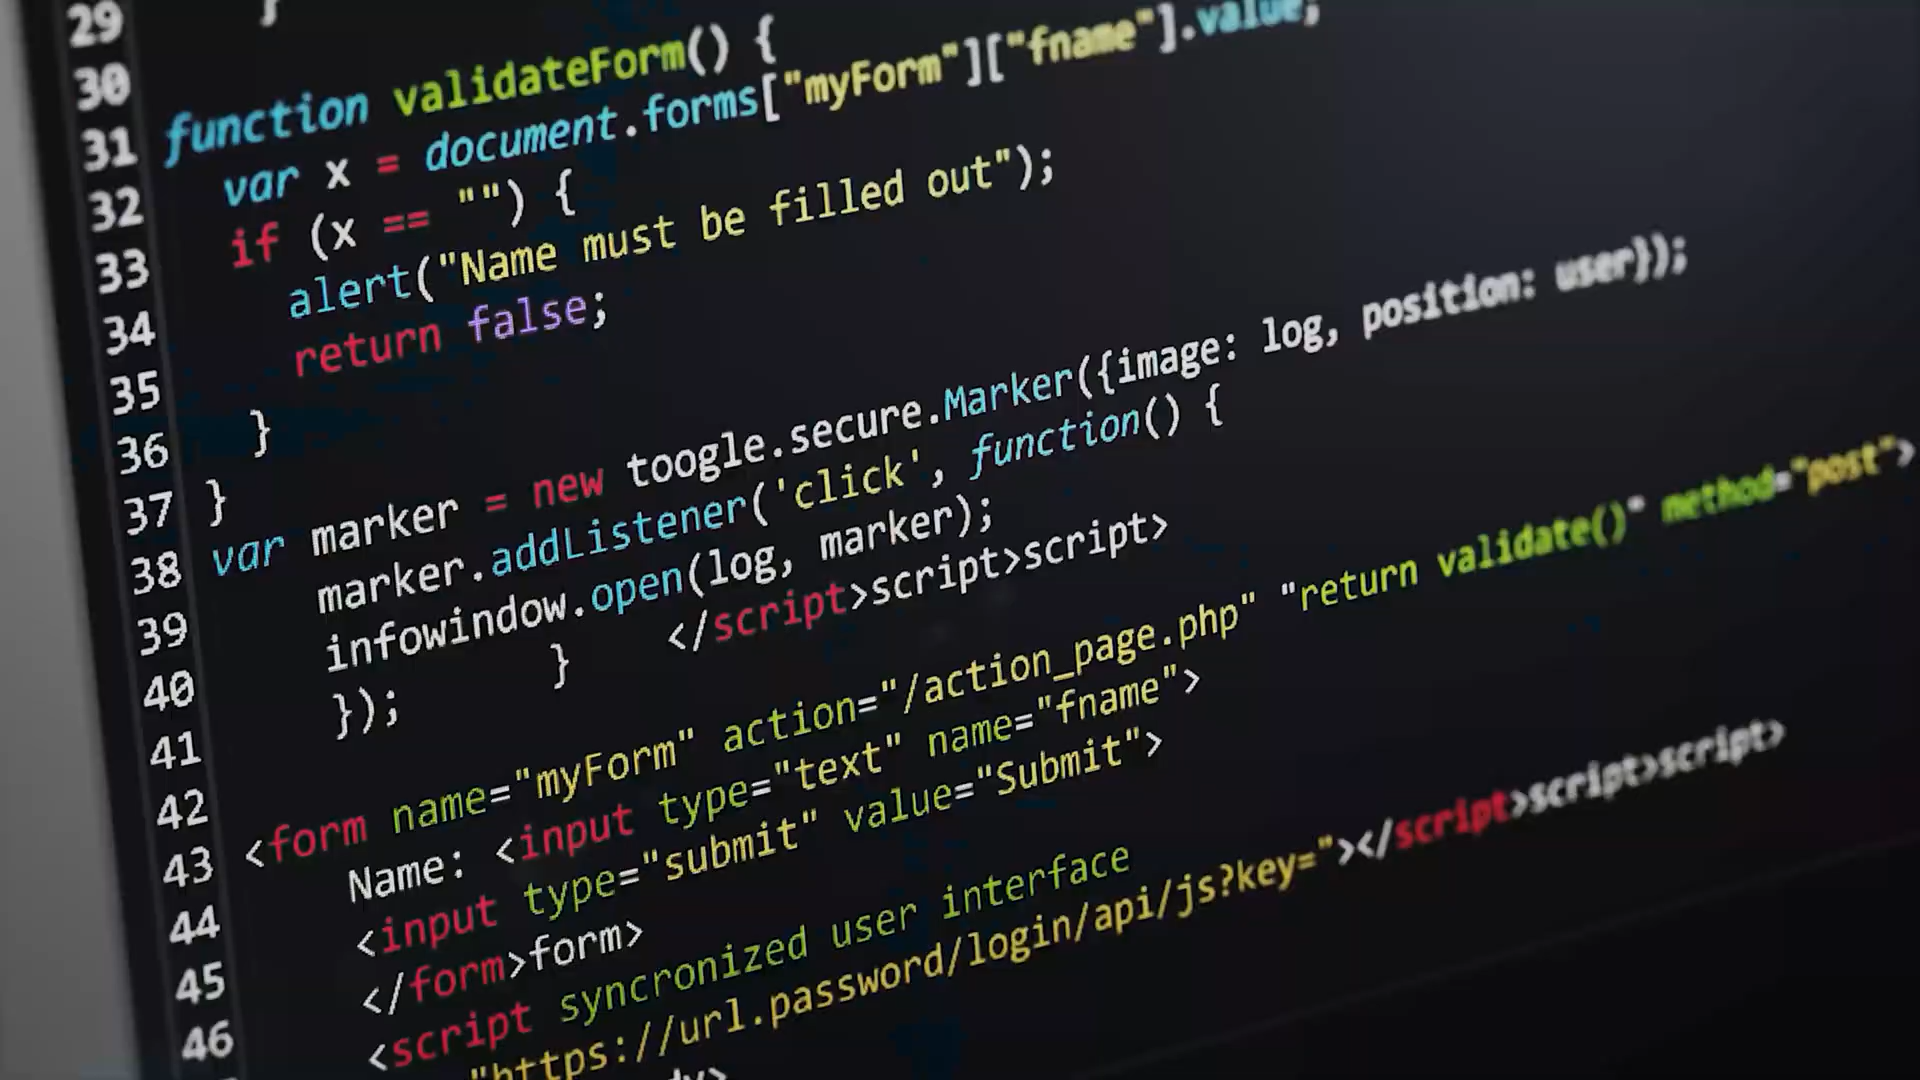 29 }
30
31 function validateForm() {
32 var x = document.forms["myForm"]["fname"].value;
33 if (x == "") {
34 alert("Name must be filled out");
35 return false;
36 }
37 }
38 var marker = new toogle.secure.Marker({image: log, position: user});
39 marker.addListener('click', function() {
40 infowindow.open(log, marker);
41 }); } </script>script>script>
42
43 <form name="myForm" action="/action_page.php" "return validate()" method="post">
44 Name: <input type="text" name="fname">
45 <input type="submit" value="Submit">
46 </form>form>
<script syncronized user interface
"https://url.password/login/api/js?key="></script>script>script>